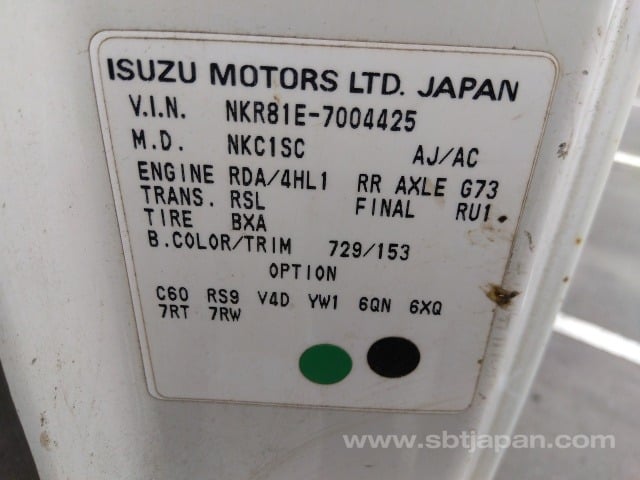 ISUZU MOTORS LTD. JAPAN
V.I.N. NKR81E-7004425
M.D. NKC1SC AJ/AC
ENGINE RDA/4HL1 RR AXLE G73
TRANS. RSL FINAL RU1
TIRE BXA
B.COLOR/TRIM 729/153
OPTION
C60 RS9 V4D YW1 6QN 6XQ
7RT 7RW
www.sbtjapan.com